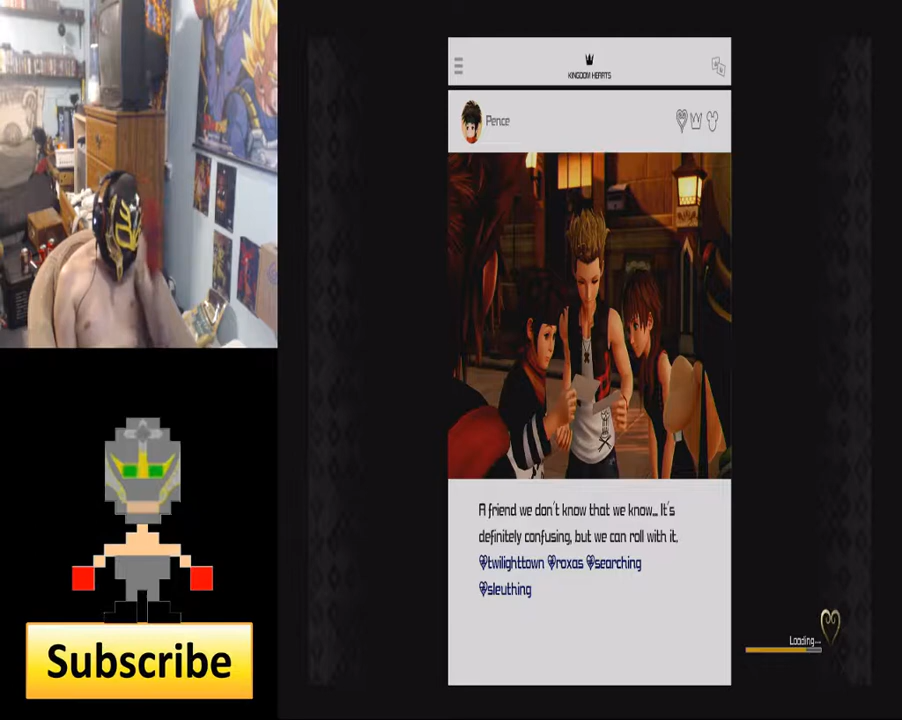 KINGDOM HEARTS
Pence
A friend we don't know that we know... It's
definitely confusing, but we can roll with it.
twilighttown roxas searching
sleuthing
Loading...
Subscribe